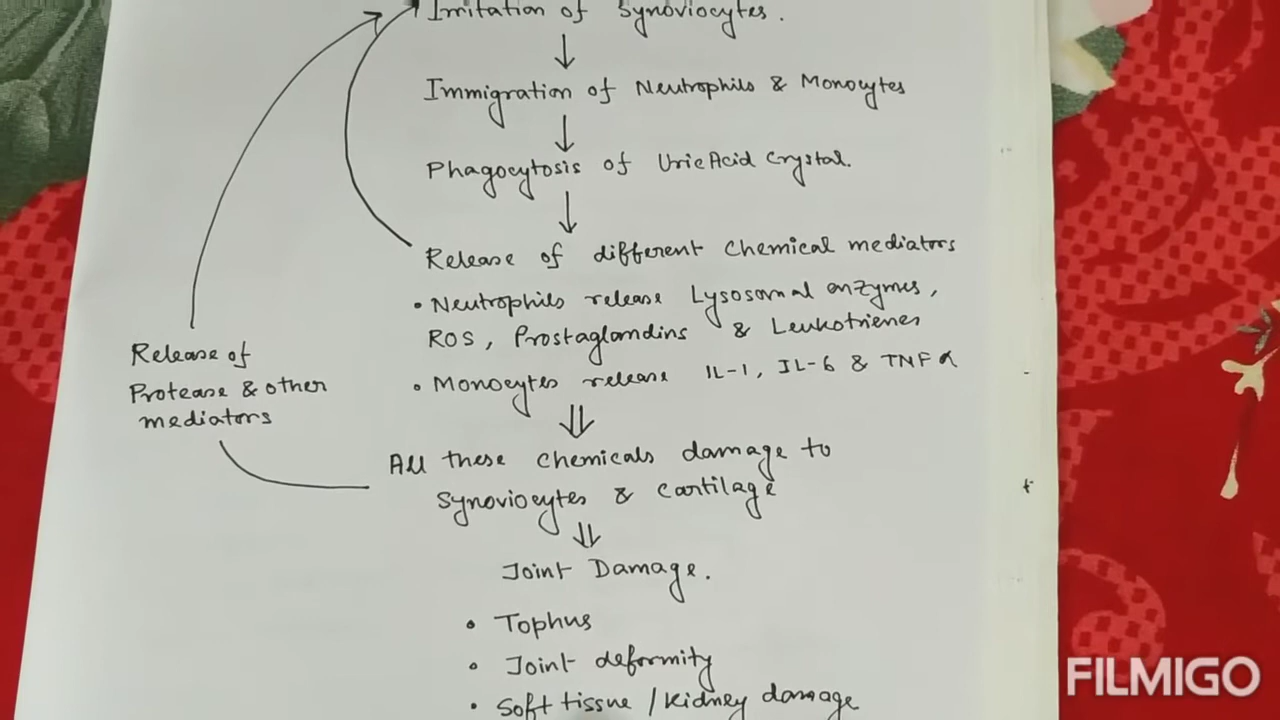 Irritation of Synoviocytes.
Immigration of Neutrophils & Monocytes
Phagocytosis of Uric Acid Crystal.
Release of different Chemical mediators
• Neutrophils release Lysosomal enzymes,
ROS, Prostaglandins & Leukotrienes
• Monocytes release IL-1, IL-6 & TNF α
Release of
Protease & other
mediators
All these chemicals damage to
Synoviocytes & Cartilage
Joint Damage.
• Tophus
• Joint deformity
• Soft tissue / Kidney damage
FILMIGO